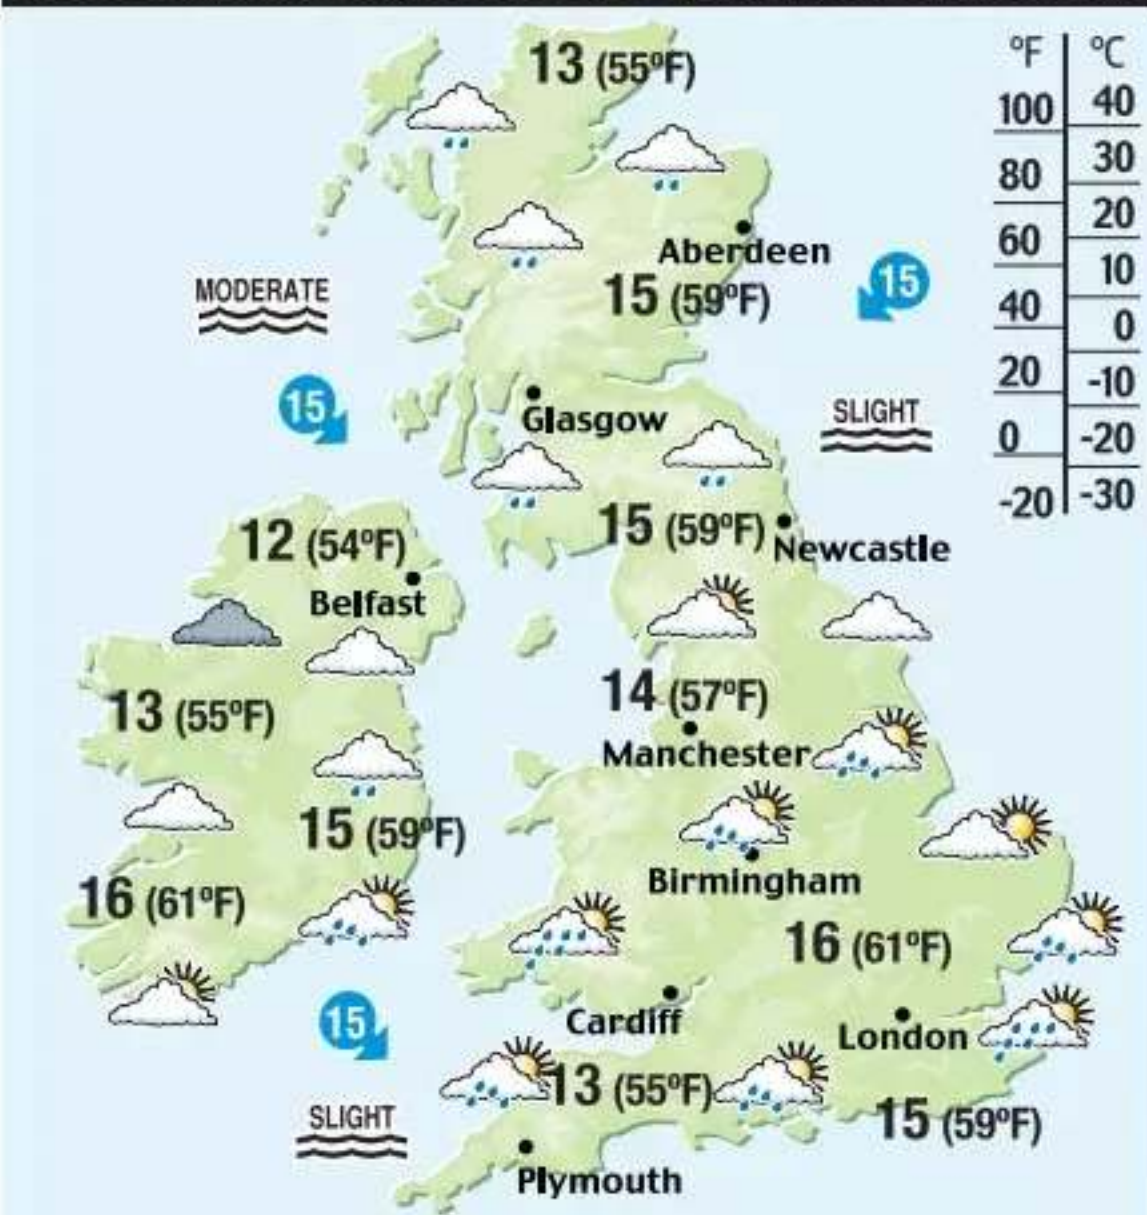 13 (55ºF)
ºF ºC
100 40
80 30
60 20
40 10
20 0
0 -10
-20 -20
-30
Aberdeen
15 (59ºF)
15
MODERATE
15
Glasgow
SLIGHT
12 (54ºF)
15 (59ºF)
Newcastle
Belfast
13 (55ºF)
14 (57ºF)
Manchester
15 (59ºF)
Birmingham
16 (61ºF)
16 (61ºF)
15
Cardiff
London
SLIGHT
13 (55ºF)
15 (59ºF)
Plymouth